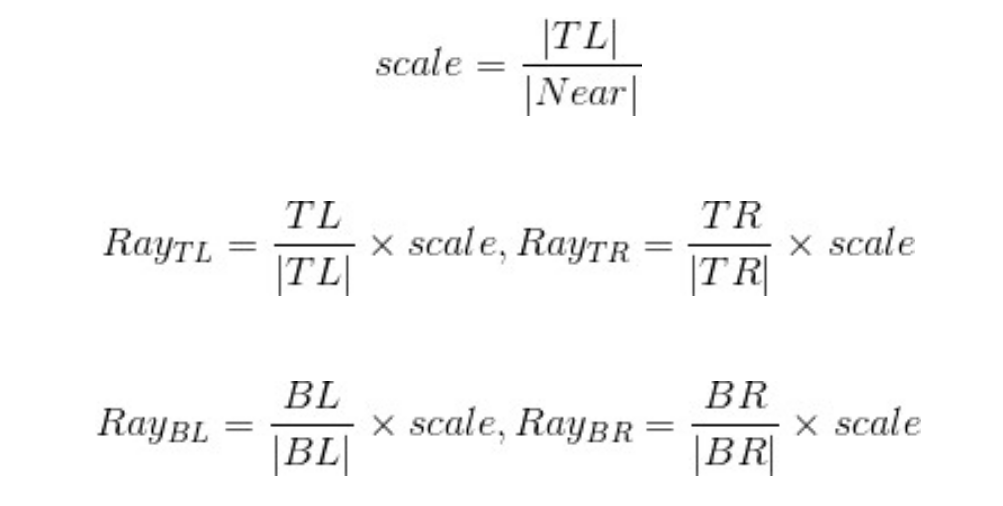 scale = \frac{|TL|}{|Near|}
Ray_{TL} = \frac{TL}{|TL|} \times scale, Ray_{TR} = \frac{TR}{|TR|} \times scale
Ray_{BL} = \frac{BL}{|BL|} \times scale, Ray_{BR} = \frac{BR}{|BR|} \times scale